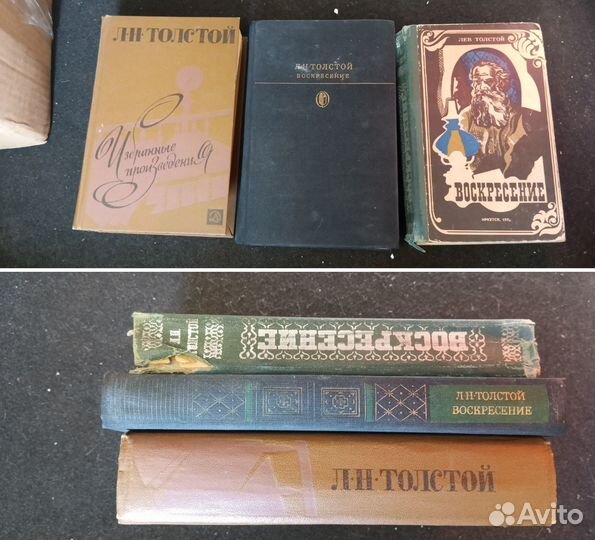 Л·Н·ТОЛСТОЙ
Избранные
произведения
Л·Н·ТОЛСТОЙ
ВОСКРЕСЕНИЕ
ЛЕВ ТОЛСТОЙ
ВОСКРЕСЕНИЕ
ВОСКРЕСЕНИЕ
Л·Н·ТОЛСТОЙ
ВОСКРЕСЕНИЕ
Л·Н·ТОЛСТОЙ
Avito